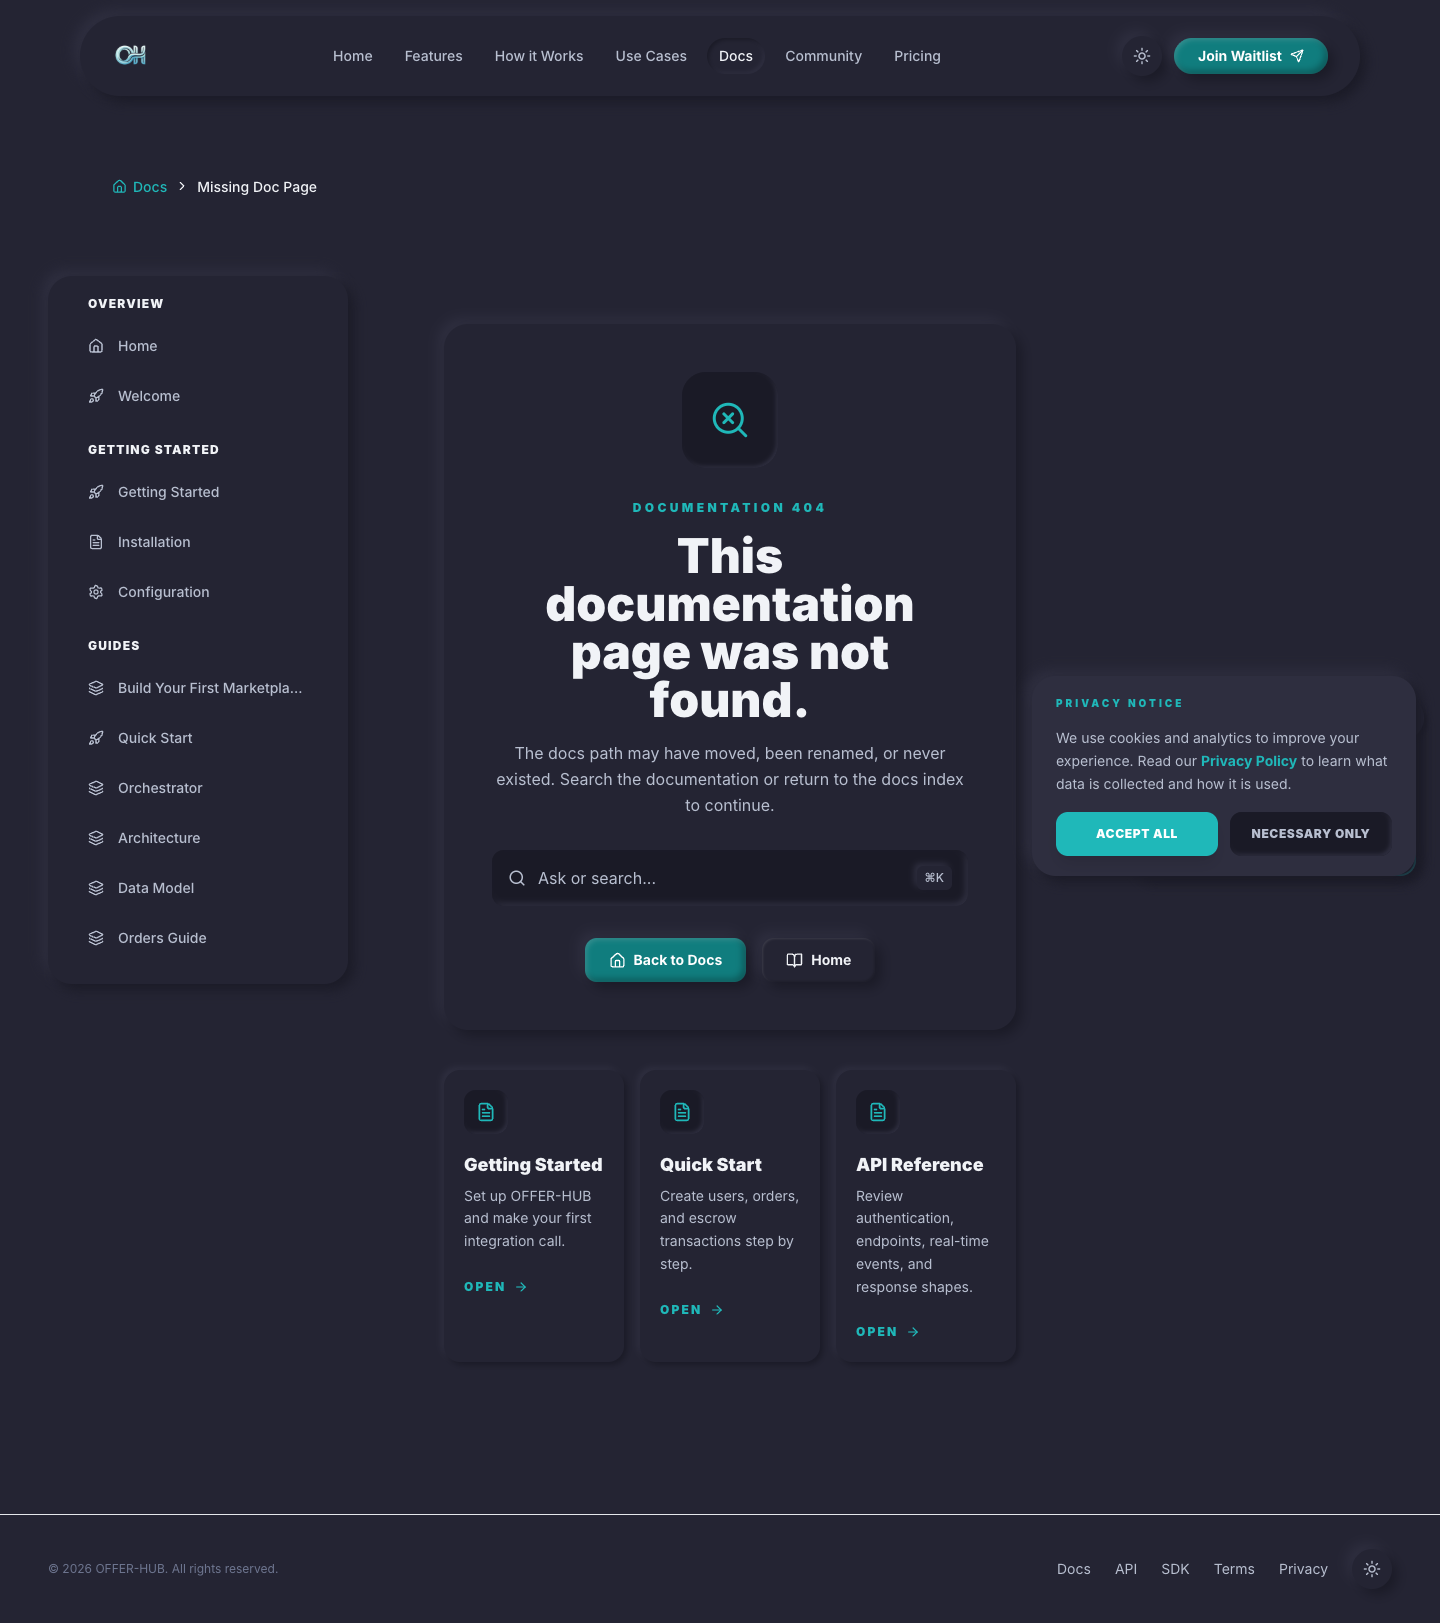 OH
Home Features How it Works Use Cases Docs Community Pricing
Join Waitlist
Docs > Missing Doc Page
OVERVIEW
Home
Welcome
GETTING STARTED
Getting Started
Installation
Configuration
GUIDES
Build Your First Marketpla...
Quick Start
Orchestrator
Architecture
Data Model
Orders Guide
DOCUMENTATION 404
This
documentation
page was not
found.
The docs path may have moved, been renamed, or never
existed. Search the documentation or return to the docs index
to continue.
Ask or search... ⌘K
Back to Docs Home
PRIVACY NOTICE
We use cookies and analytics to improve your
experience. Read our Privacy Policy to learn what
data is collected and how it is used.
ACCEPT ALL NECESSARY ONLY
Getting Started
Set up OFFER-HUB
and make your first
integration call.
OPEN
Quick Start
Create users, orders,
and escrow
transactions step by
step.
OPEN
API Reference
Review
authentication,
endpoints, real-time
events, and
response shapes.
OPEN
© 2026 OFFER-HUB. All rights reserved.
Docs API SDK Terms Privacy